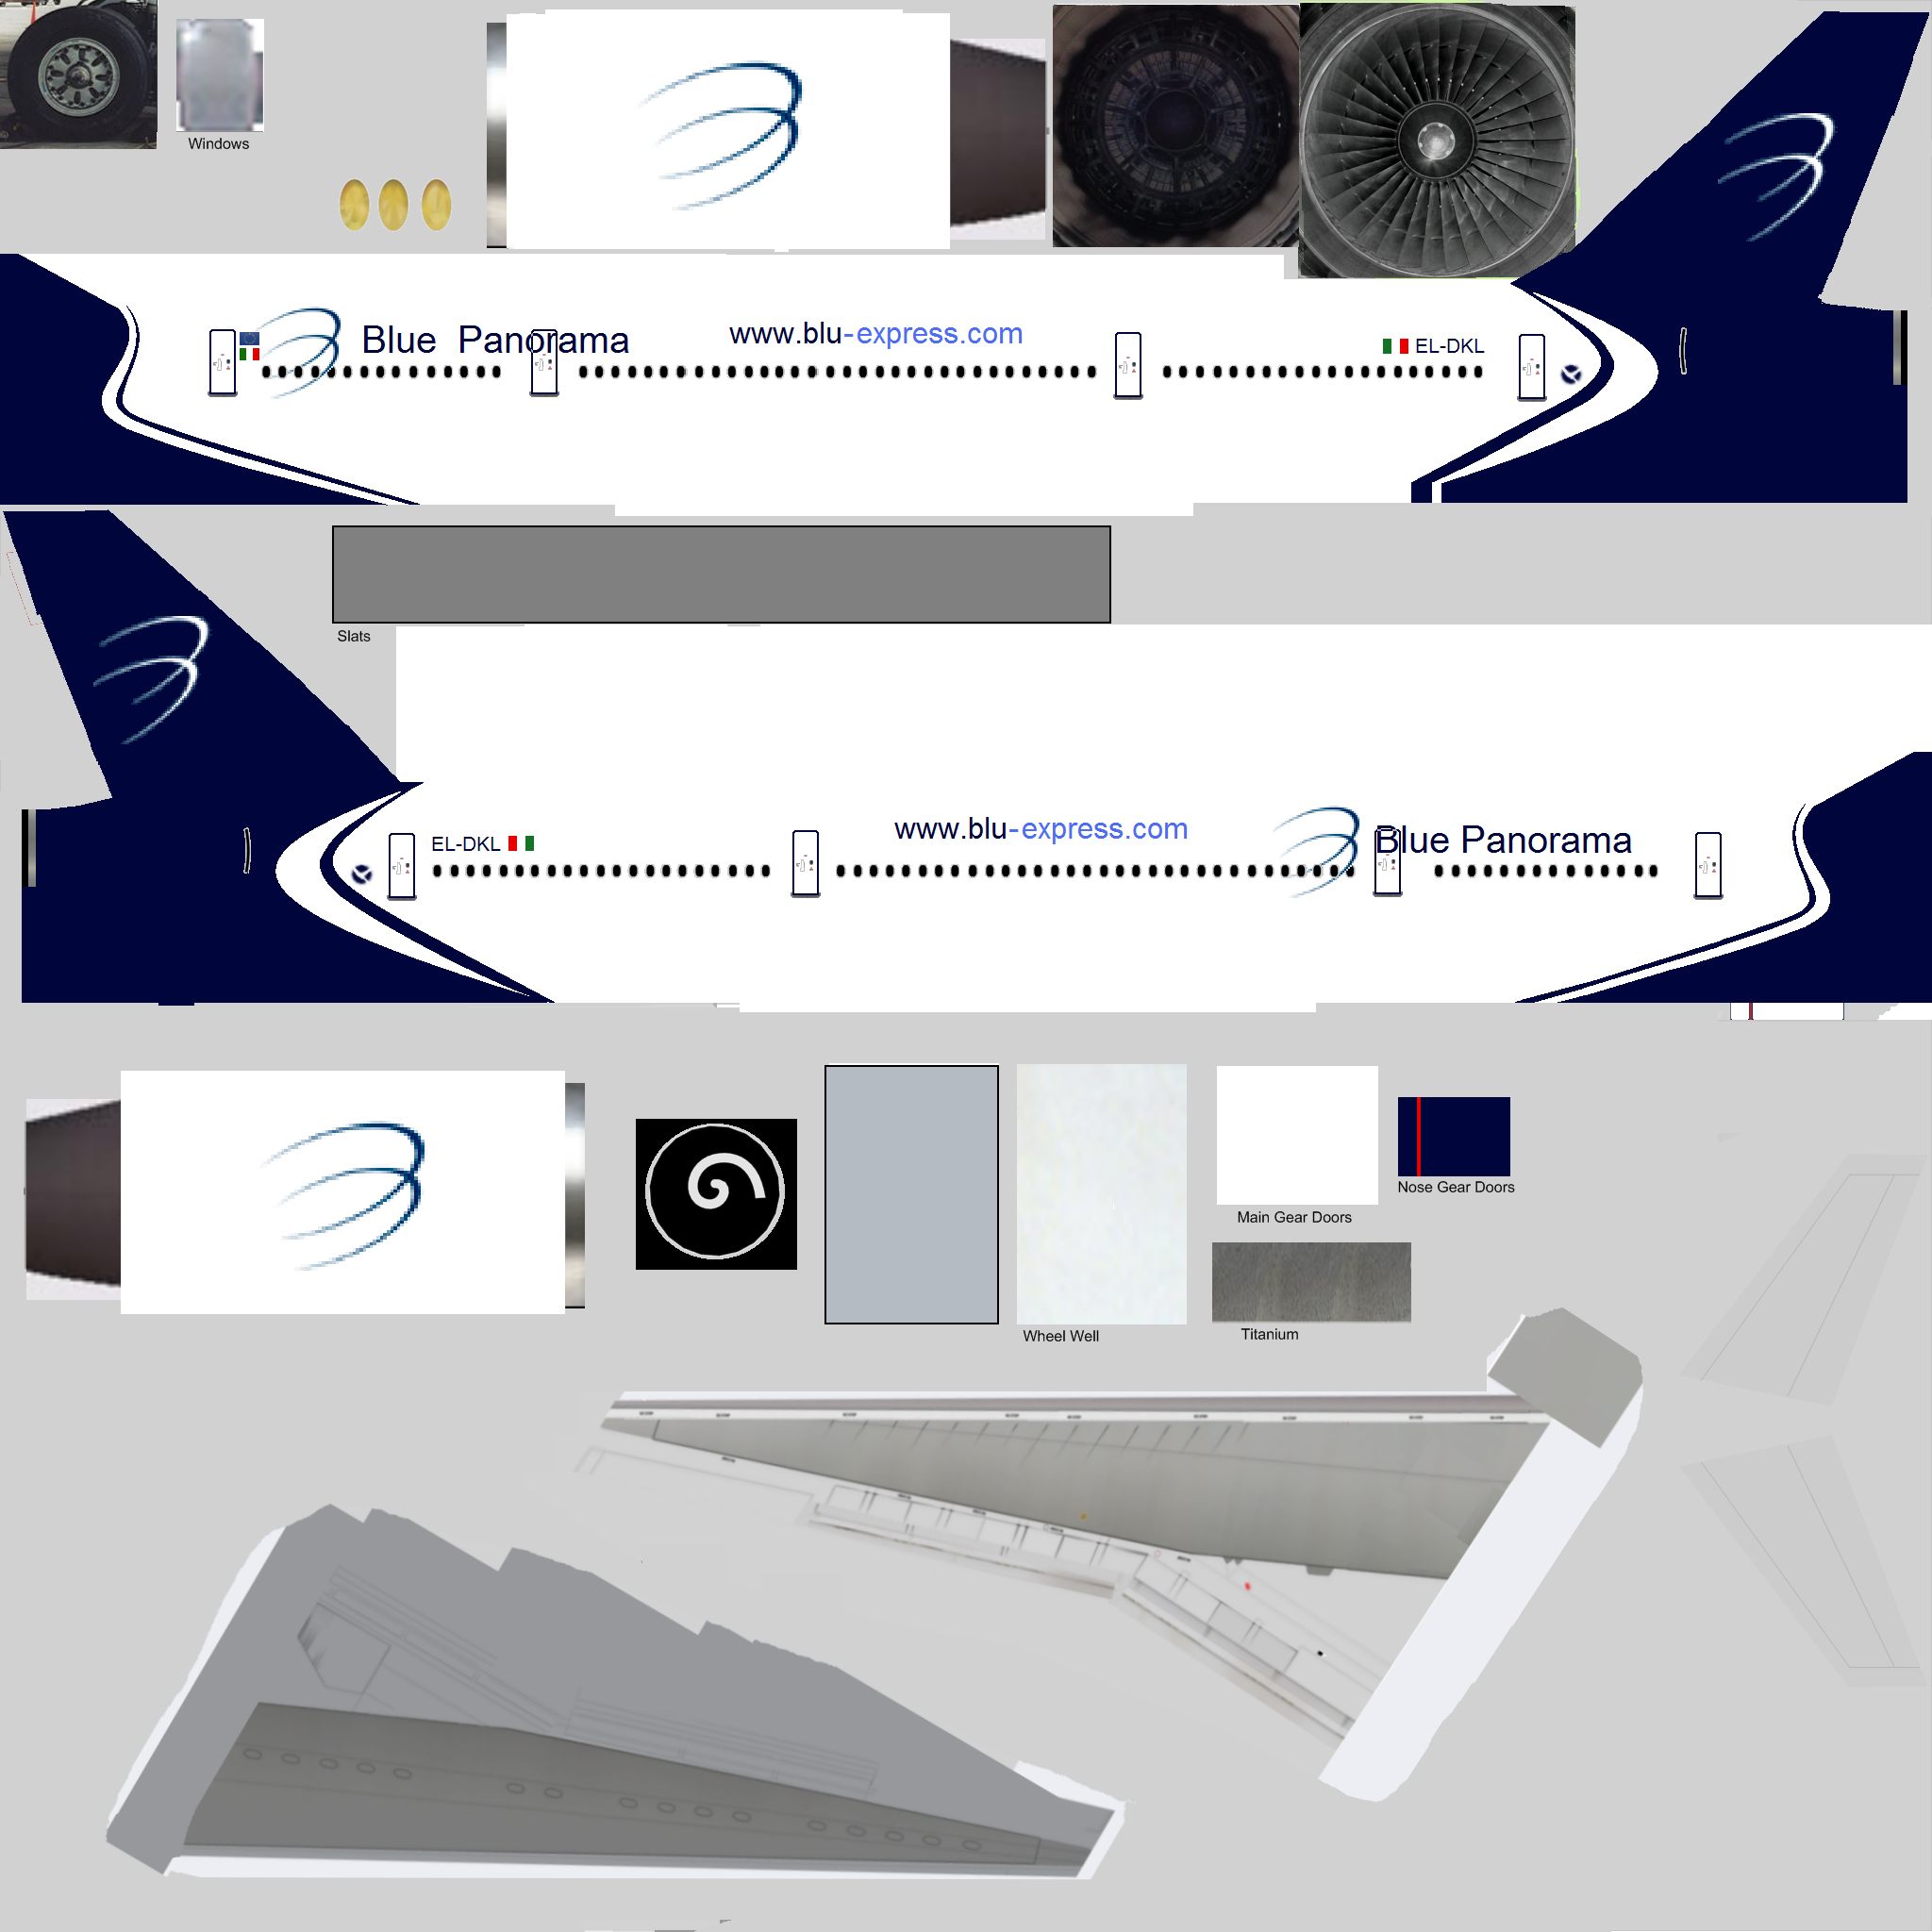 Windows
Blue Panorama
www.blu-express.com
EL-DKL
Slats
EL-DKL
www.blu-express.com
Blue Panorama
Nose Gear Doors
Main Gear Doors
Wheel Well
Titanium